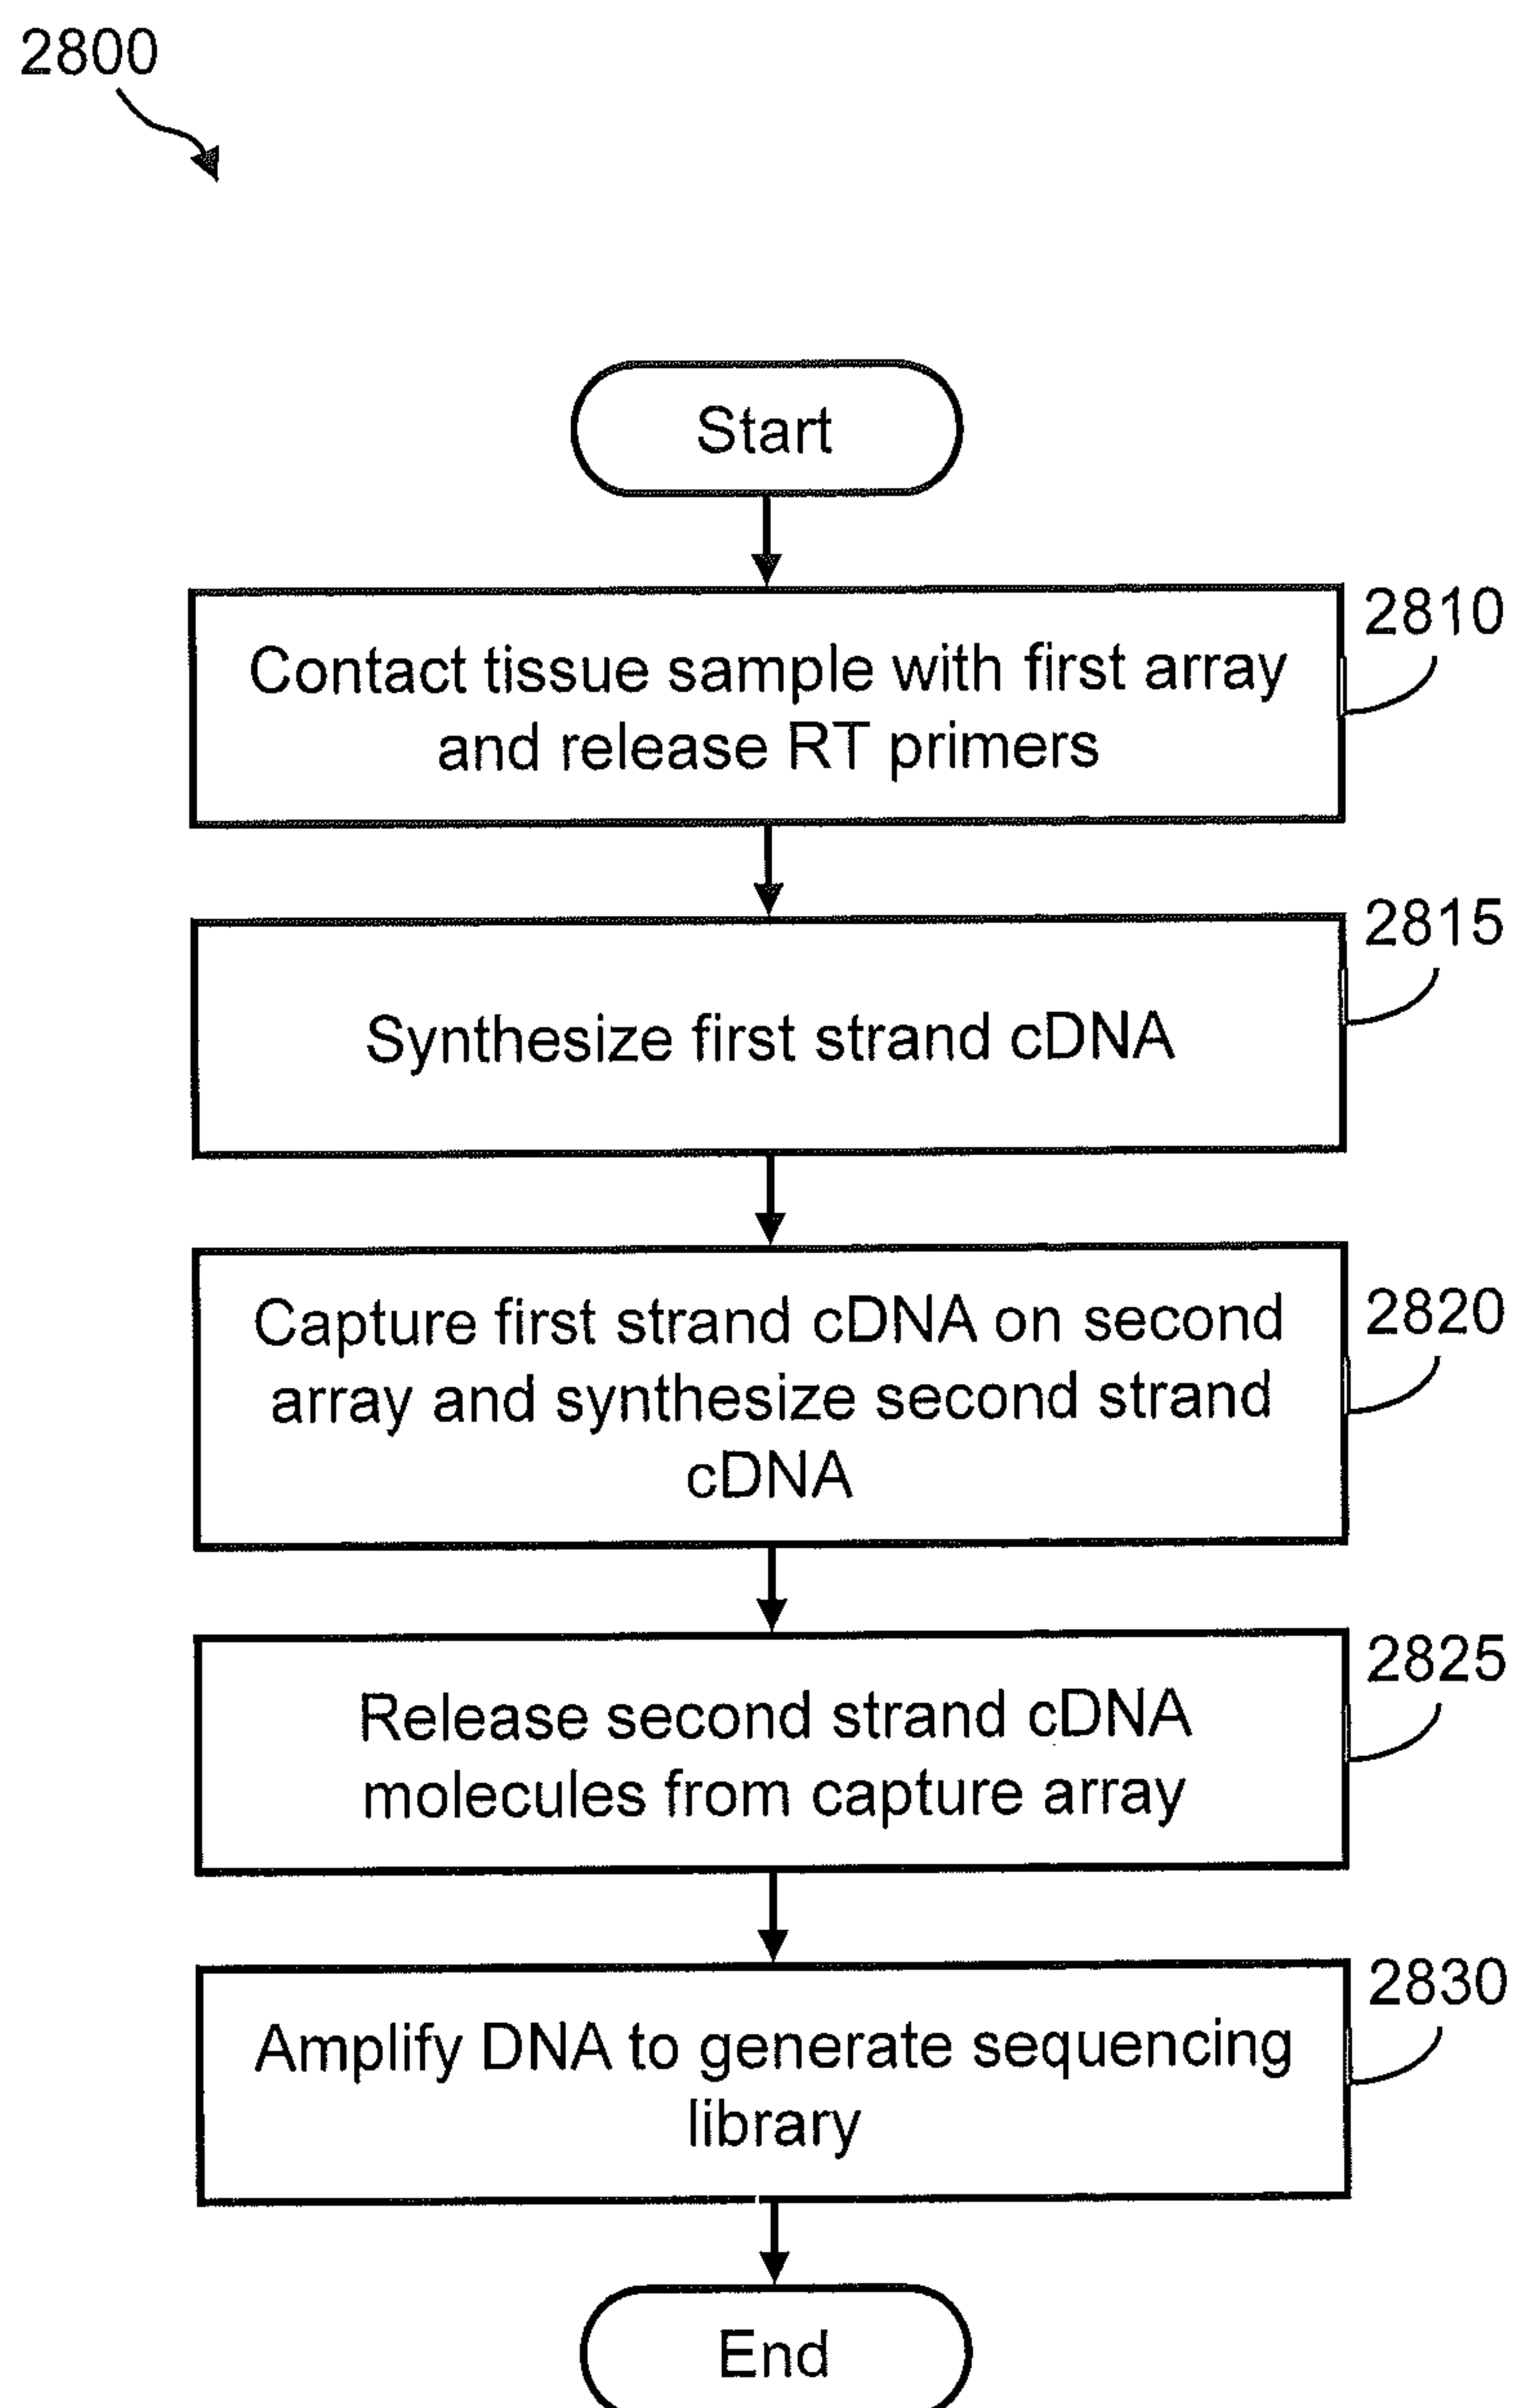 2800
Start
2810
Contact tissue sample with first array
and release RT primers
2815
Synthesize first strand cDNA
2820
Capture first strand cDNA on second
array and synthesize second strand
cDNA
2825
Release second strand cDNA
molecules from capture array
2830
Amplify DNA to generate sequencing
library
End